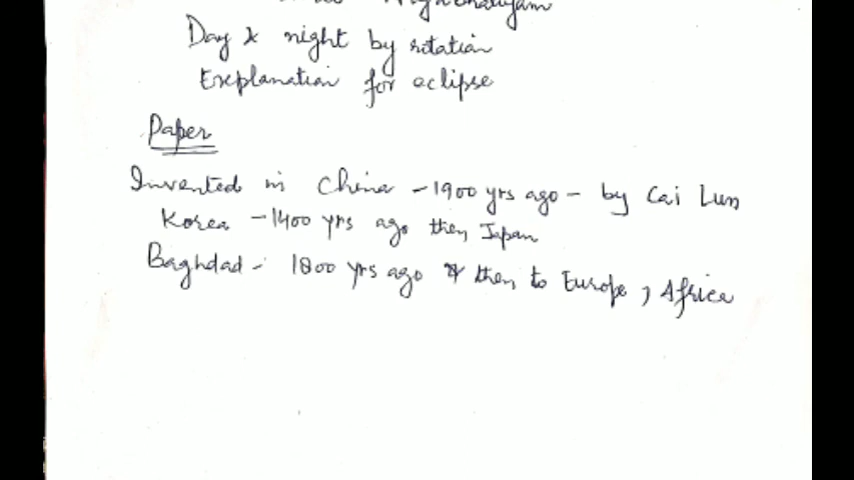 Day & night by rotation
Explanation for eclipse
Paper
Invented in China - 1900 yrs ago - by Cai Lun
Korea - 1400 yrs ago then Japan
Baghdad - 1800 yrs ago & then to Europe, Africa